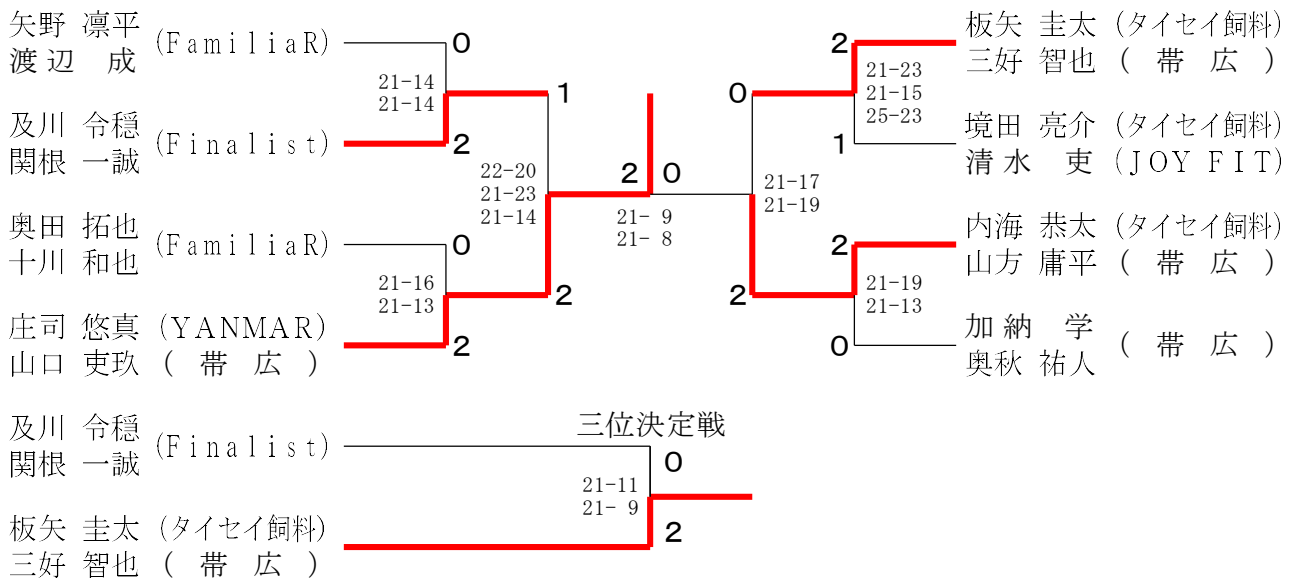 矢野 凛平
渡辺 成
(FamiliaR)
0
21-14
21-14
1
及川 令穏
関根 一誠
(Finalist)
2
22-20
21-23
21-14
奥田 拓也
十川 和也
(FamiliaR)
0
21-16
21-13
2
庄司 悠真 (YANMAR)
山口 吏玖 ( 帯 広 )
2
2 0
21- 9
21- 8
板矢 圭太 (タイセイ飼料)
三好 智也 ( 帯 広 )
2
0
21-23
21-15
25-23
境田 亮介 (タイセイ飼料)
清水 吏 (JOY FIT)
1
21-17
21-19
内海 恭太 (タイセイ飼料)
山方 庸平 ( 帯 広 )
2
2
21-19
21-13
加納 学
奥秋 祐人
( 帯 広 )
0
三位決定戦
及川 令穏
関根 一誠
(Finalist)
0
21-11
21- 9
板矢 圭太 (タイセイ飼料)
三好 智也 ( 帯 広 )
2